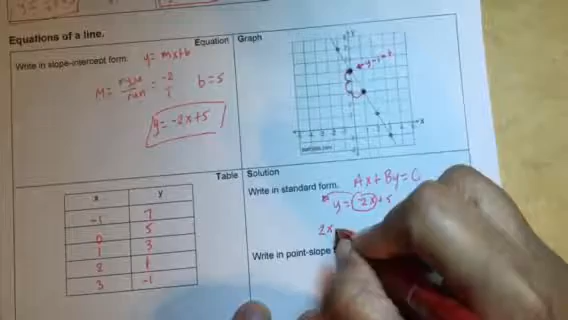 Equations of a line.
Equation
Write in slope-intercept form. y = mx+b
M = rise/run = -2/1 b = 5
y = -2x+5
Graph
y-int
x
Table
x y
-1 7
0 5
1 3
2 1
3 -1
Solution
Write in standard form. Ax + By = C
y = -2x + 5
2x
Write in point-slope